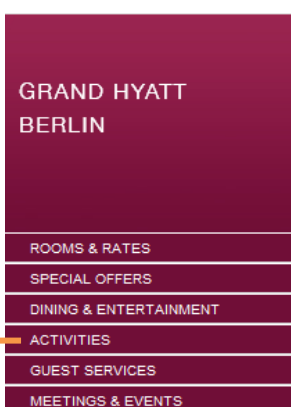 GRAND HYATT
BERLIN
ROOMS & RATES
SPECIAL OFFERS
DINING & ENTERTAINMENT
ACTIVITIES
GUEST SERVICES
MEETINGS & EVENTS